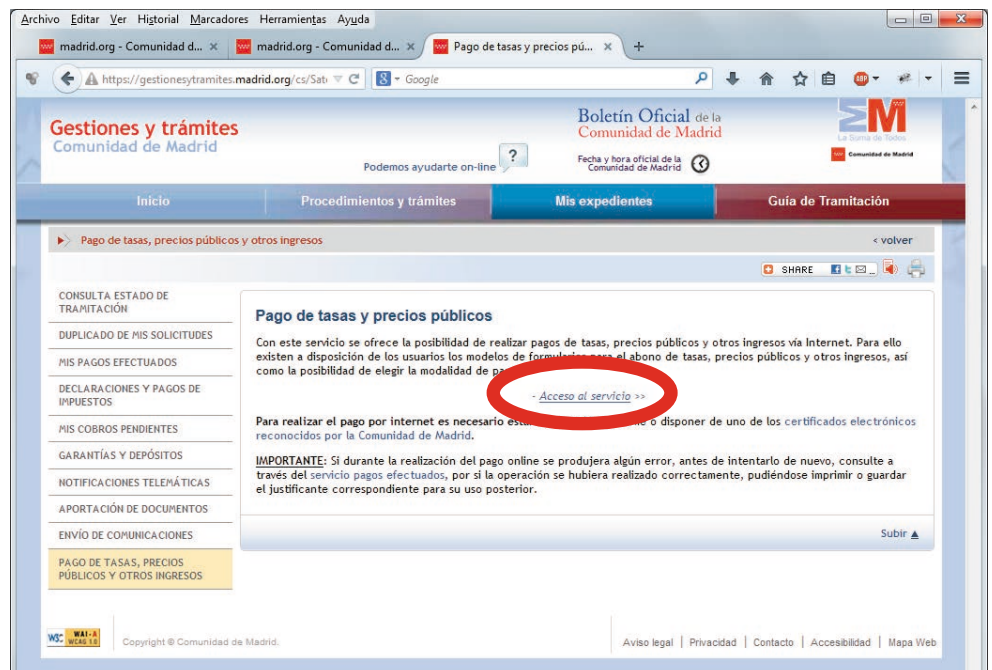 Archivo Editar Ver Historial Marcadores Herramientas Ayuda
madrid.org - Comunidad d... × madrid.org - Comunidad d... × Pago de tasas y precios pú... × +
https://gestionesytramites.madrid.org/cs/Sate Google
Gestiones y trámites
Comunidad de Madrid
Podemos ayudarte on-line ?
Boletín Oficial de la
Comunidad de Madrid
Fecha y hora oficial de la
Comunidad de Madrid
M
La Suma de Todos
Comunidad de Madrid
Inicio Procedimientos y trámites Mis expedientes Guía de Tramitación
Pago de tasas, precios públicos y otros ingresos < volver
SHARE
CONSULTA ESTADO DE
TRAMITACIÓN
DUPLICADO DE MIS SOLICITUDES
MIS PAGOS EFECTUADOS
DECLARACIONES Y PAGOS DE
IMPUESTOS
MIS COBROS PENDIENTES
GARANTÍAS Y DEPÓSITOS
NOTIFICACIONES TELEMÁTICAS
APORTACIÓN DE DOCUMENTOS
ENVÍO DE COMUNICACIONES
PAGO DE TASAS, PRECIOS
PÚBLICOS Y OTROS INGRESOS
Pago de tasas y precios públicos
Con este servicio se ofrece la posibilidad de realizar pagos de tasas, precios públicos y otros ingresos vía Internet. Para ello
existen a disposición de los usuarios los modelos de formularios para el abono de tasas, precios públicos y otros ingresos, así
como la posibilidad de elegir la modalidad de
- Acceso al servicio >>
Para realizar el pago por internet es necesario o disponer de uno de los certificados electrónicos
reconocidos por la Comunidad de Madrid.
IMPORTANTE: Si durante la realización del pago online se produjera algún error, antes de intentarlo de nuevo, consulte a
través del servicio pagos efectuados, por si la operación se hubiera realizado correctamente, pudiéndose imprimir o guardar
el justificante correspondiente para su uso posterior.
Subir
W3C WAI-A
WCAG 1.0
Copyright © Comunidad de Madrid.
Aviso legal | Privacidad | Contacto | Accesibilidad | Mapa Web